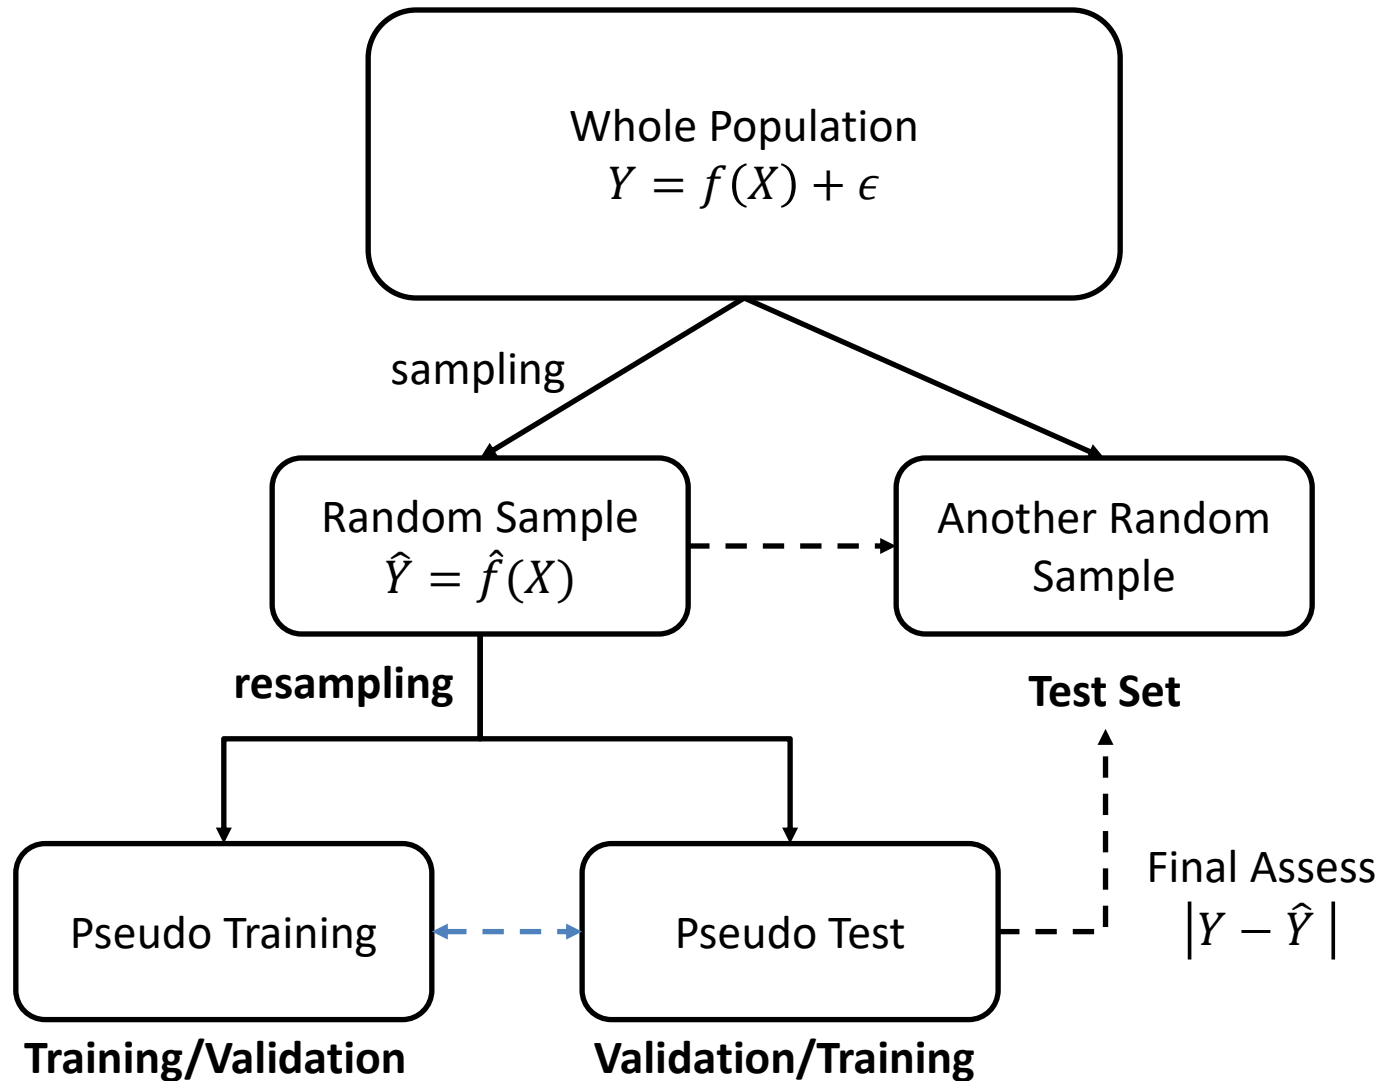 Whole Population
Y = f(X) + ϵ
sampling
Random Sample
Ŷ = f̂(X)
Another Random
Sample
resampling
Test Set
Pseudo Training
Pseudo Test
Final Assess
|Y − Ŷ |
Training/Validation
Validation/Training